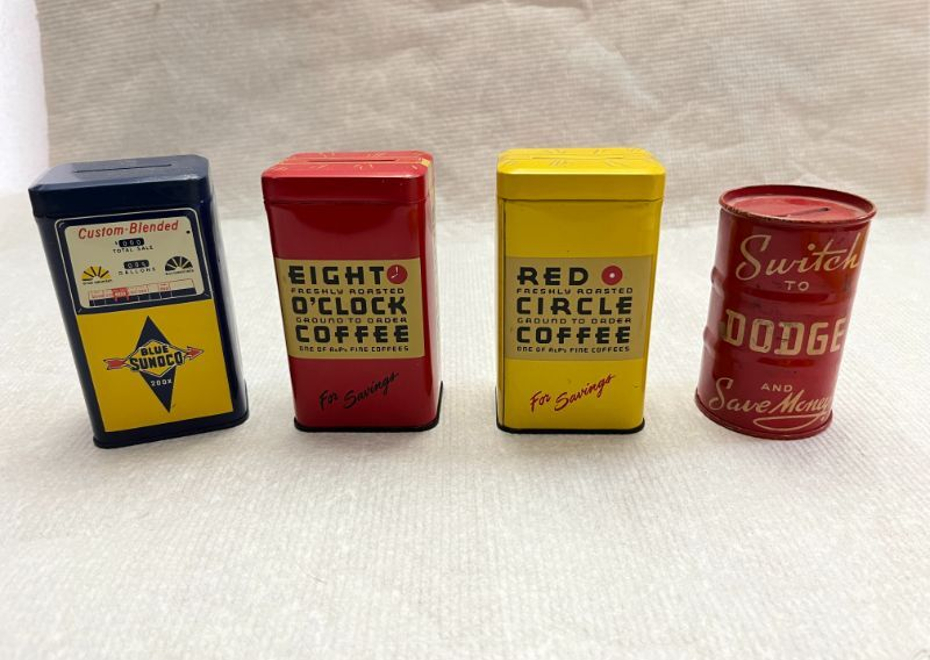 Custom-Blended
TOTAL SALE
GALLONS
BLUE
SUNOCO
200X
EIGHT
FRESHLY ROASTED
O'CLOCK
GROUND TO ORDER
COFFEE
ONE OF A&P's FINE COFFEES
For Savings
RED
FRESHLY ROASTED
CIRCLE
GROUND TO ORDER
COFFEE
ONE OF A&P's FINE COFFEES
For Savings
Switch
TO
DODGE
AND
Save Money